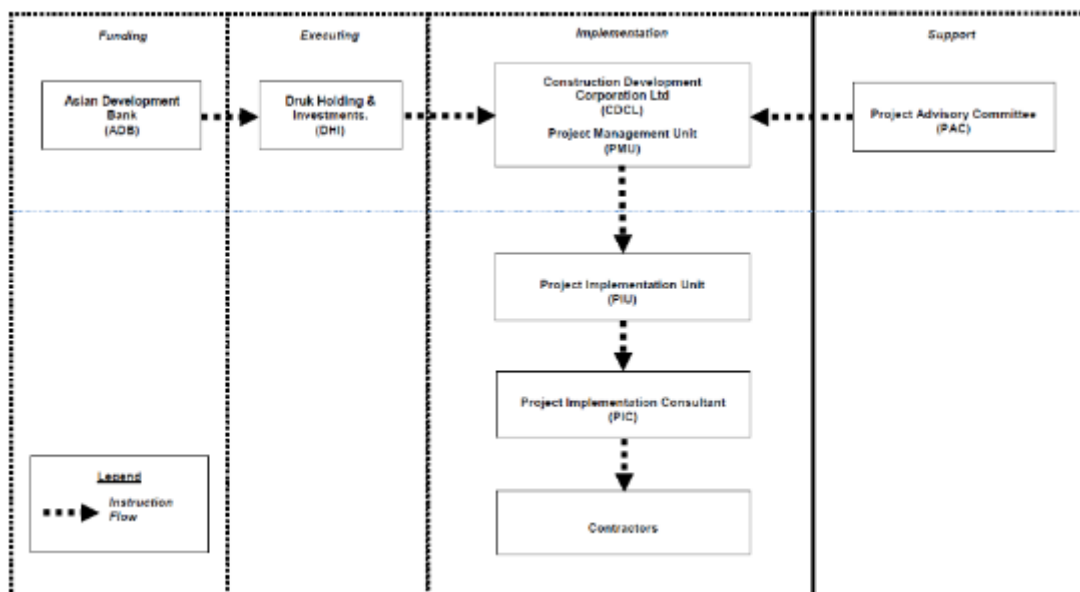 Funding
Executing
Implementation
Support
Asian Development
Bank
(ADB)
Druk Holding &
Investments.
(DHI)
Construction Development
Corporation Ltd
(CDCL)
Project Management Unit
(PMU)
Project Advisory Committee
(PAC)
Project Implementation Unit
(PIU)
Project Implementation Consultant
(PIC)
Contractors
Legend
Instruction
Flow